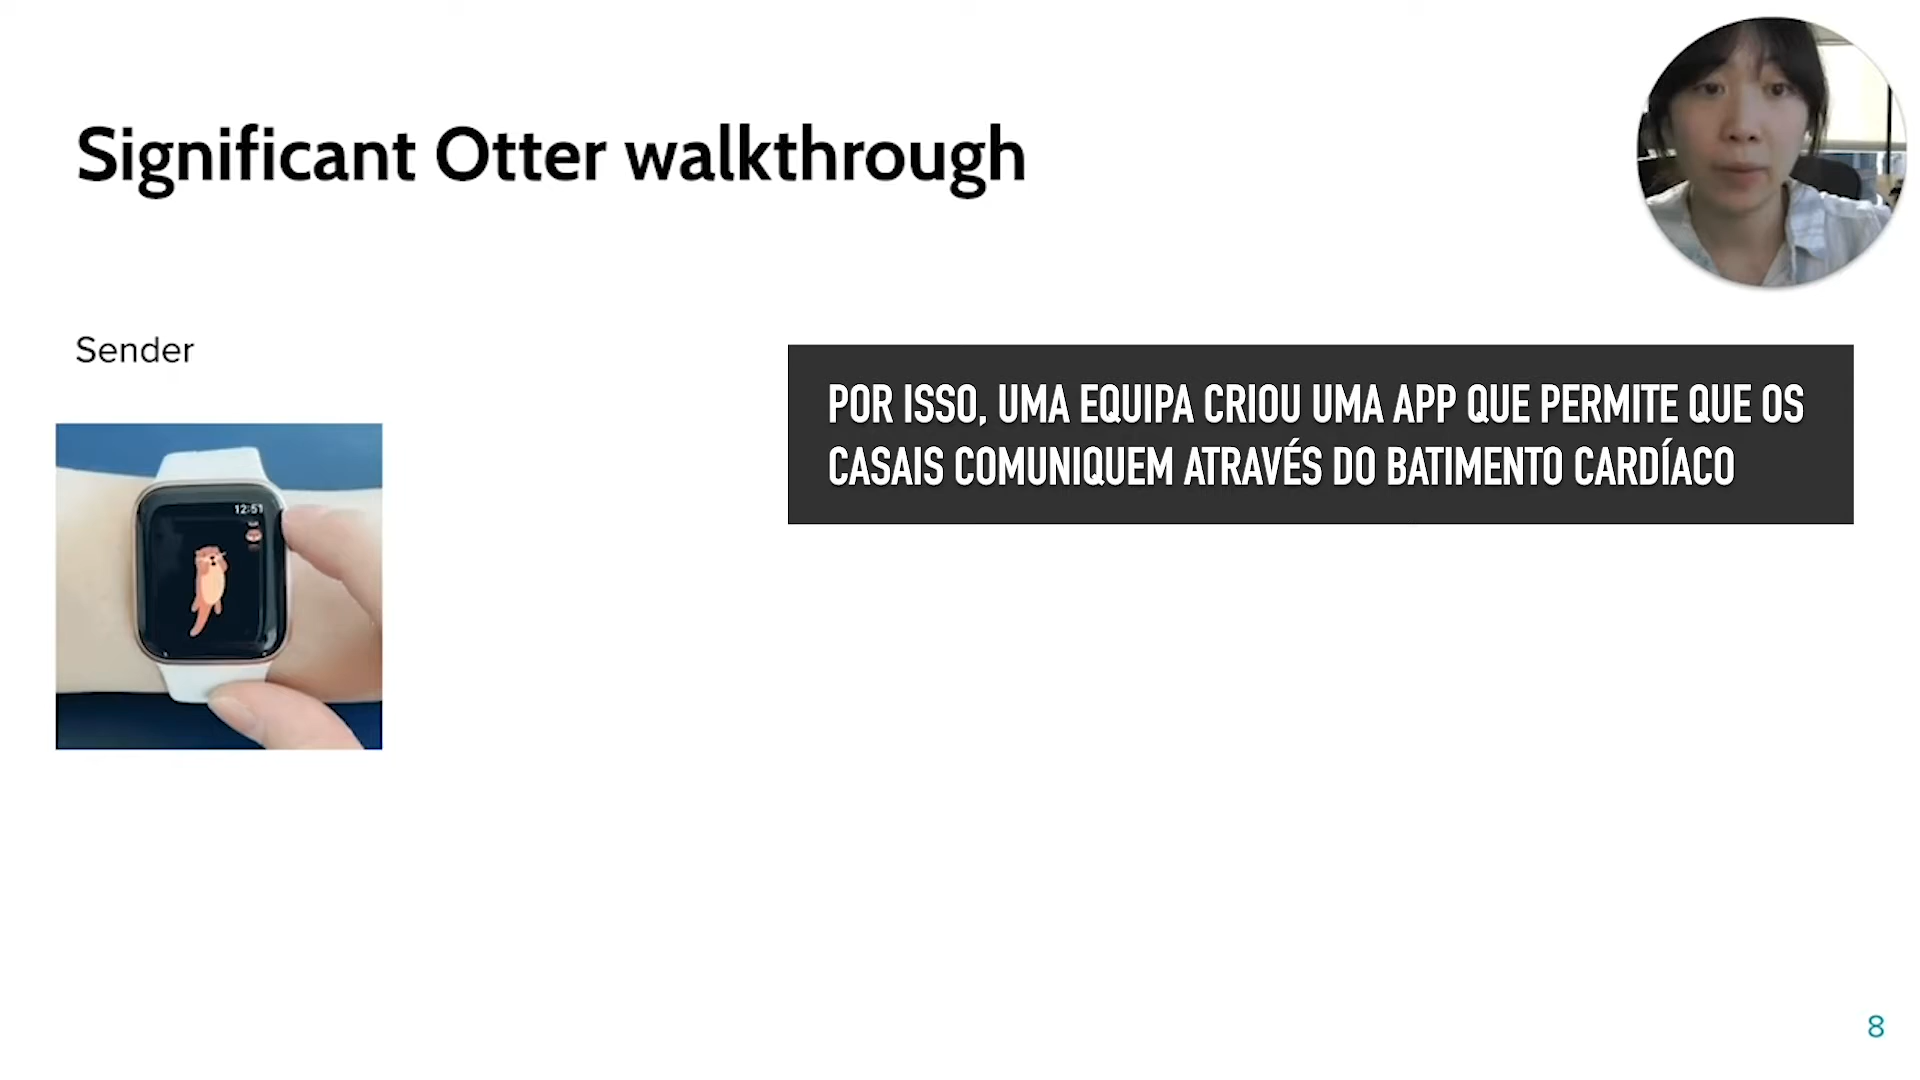 Significant Otter walkthrough
Sender
POR ISSO, UMA EQUIPA CRIOU UMA APP QUE PERMITE QUE OS
CASAIS COMUNIQUEM ATRAVÉS DO BATIMENTO CARDÍACO
12:51
8